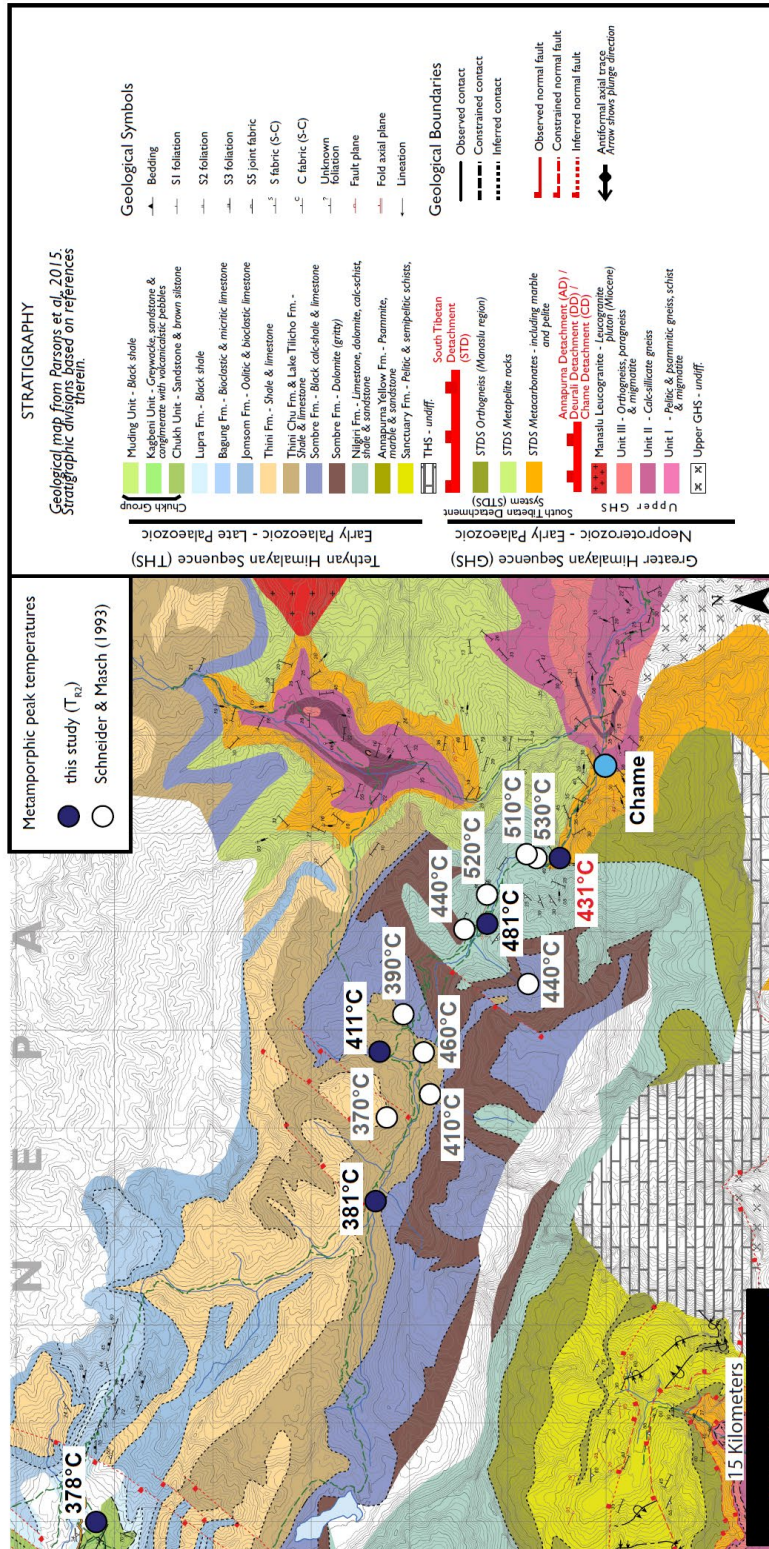 N E P A
Metamporphic peak temperatures
this study (TR2)
Schneider & Masch (1993)
378°C
381°C
370°C
411°C
390°C
410°C
460°C
440°C
520°C
481°C
440°C
510°C
530°C
431°C
Chame
N
15 Kilometers
STRATIGRAPHY
Geological map from Parsons et al., 2015.
Stratigraphic divisions based on references
therein.
Tethyan Himalayan Sequence (THS)
Early Palaeozoic - Late Palaeozoic
Chukh Group
Muding Unit - Black shale
Kagbeni Unit - Greywacke, sandstone &
conglomerate with volcaniclastic pebbles
Chukh Unit - Sandstone & brown siltstone
Lupra Fm. - Black shale
Bagung Fm. - Bioclastic & micritic limestone
Jomsom Fm. - Oolitic & bioclastic limestone
Thini Fm. - Shale & limestone
Thini Chu Fm. & Lake Tilicho Fm. -
Shale & limestone
Sombre Fm. - Black calc-shale & limestone
Sombre Fm. - Dolomite (gritty)
Nilgiri Fm. - Limestone, dolomite, calc-schist,
shale & sandstone
Annapurna Yellow Fm. - Psammite,
marble & sandstone
Sanctuary Fm. - Pelitic & semipelitic schists,
THS - undiff.
South Tibetan
Detachment
(STD)
Greater Himalayan Sequence (GHS)
Neoproterozoic - Early Palaeozoic
South Tibetan Detachment
System (STDS)
STDS Orthogneiss (Manaslu region)
STDS Metapelite rocks
STDS Metacarbonates - including marble
and pelite
Annapurna Detachment (AD) /
Deurali Detachment (DD) /
Chame Detachment (CD)
Upper GHS
Manaslu Leucogranite - Leucogranite
pluton (Miocene)
Unit III - Orthogneiss, paragneiss
& migmatite
Unit II - Calc-silicate gneiss
Unit I - Pelitic & psammitic gneiss, schist
& migmatite
Upper GHS - undiff.
Geological Symbols
Bedding
S1 foliation
S2 foliation
S3 foliation
S5 joint fabric
S fabric (S-C)
C fabric (S-C)
Unknown
foliation
Fault plane
Fold axial plane
Lineation
Geological Boundaries
Observed contact
Constrained contact
Inferred contact
Observed normal fault
Constrained normal fault
Inferred normal fault
Antiformal axial trace
Arrow shows plunge direction